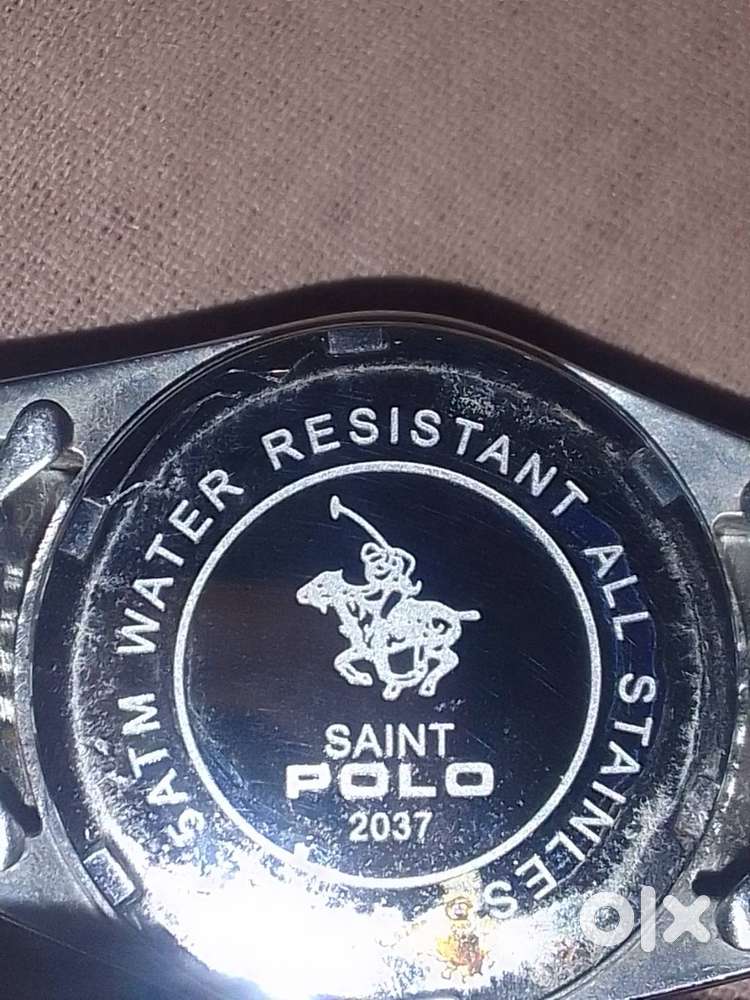 5ATM WATER RESISTANT ALL STAINLESS
SAINT
POLO
2037
olx